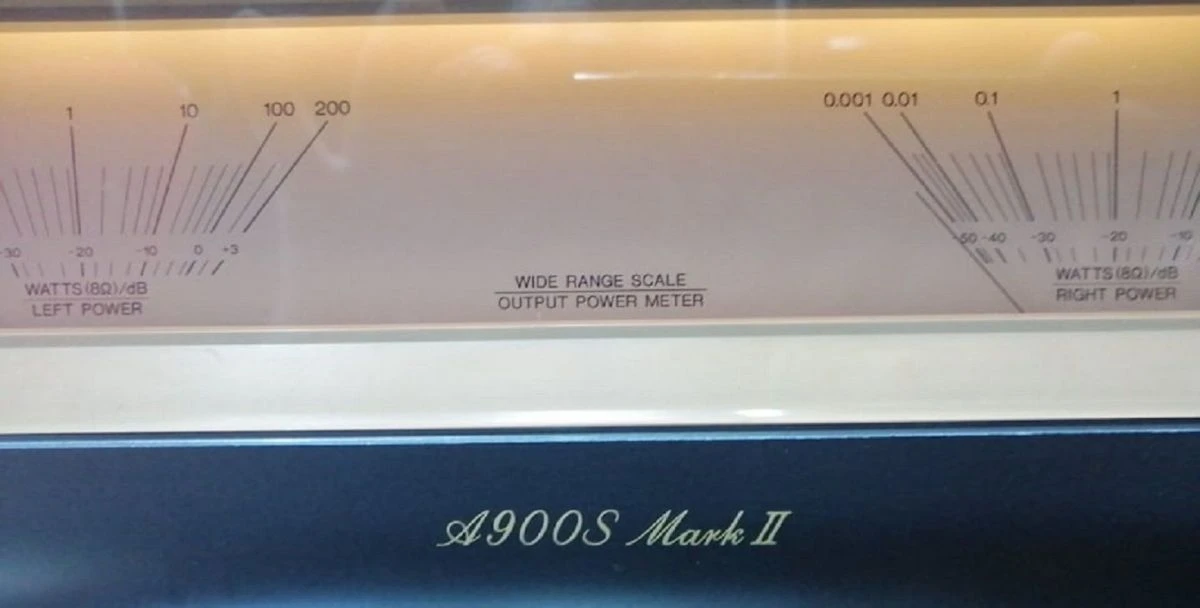 1 10 100 200
-30 -20 -10 0 +3
WATTS(8Ω)/dB
LEFT POWER
WIDE RANGE SCALE
OUTPUT POWER METER
0.001 0.01 0.1 1
-50 -40 -30 -20 -10
WATTS(8Ω)/dB
RIGHT POWER
A900S Mark II